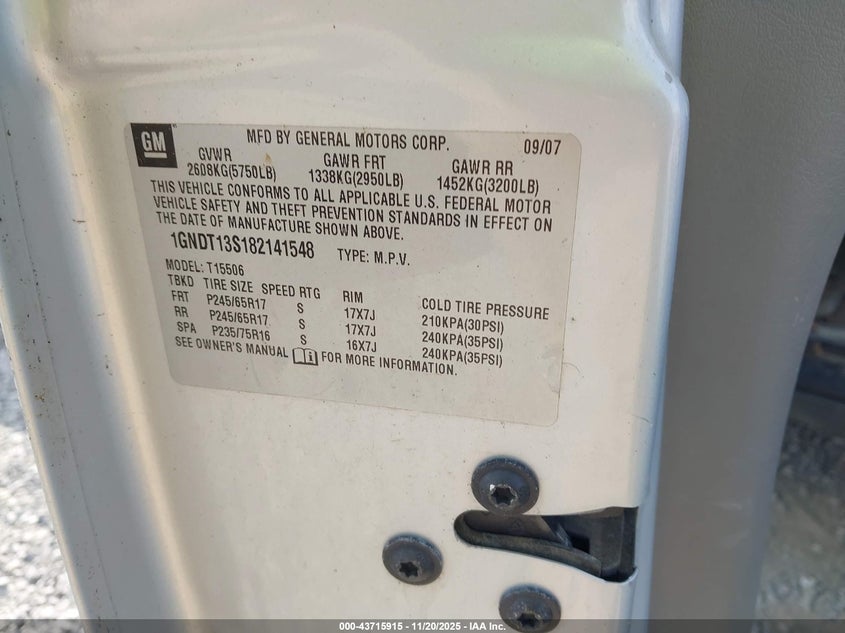 GM
MFD BY GENERAL MOTORS CORP. 09/07
GVWR GAWR FRT GAWR RR
2608KG(5750LB) 1338KG(2950LB) 1452KG(3200LB)
THIS VEHICLE CONFORMS TO ALL APPLICABLE U.S. FEDERAL MOTOR
VEHICLE SAFETY AND THEFT PREVENTION STANDARDS IN EFFECT ON
THE DATE OF MANUFACTURE SHOWN ABOVE.
1GNDT13S182141548 TYPE: M.P.V.
MODEL: T15506
TBKD TIRE SIZE SPEED RTG RIM COLD TIRE PRESSURE
FRT P245/65R17 S 17X7J 210KPA(30PSI)
RR P245/65R17 S 17X7J 240KPA(35PSI)
SPA P235/75R16 S 16X7J 240KPA(35PSI)
SEE OWNER'S MANUAL FOR MORE INFORMATION.
000-43715915 - 11/20/2025 - IAA Inc.